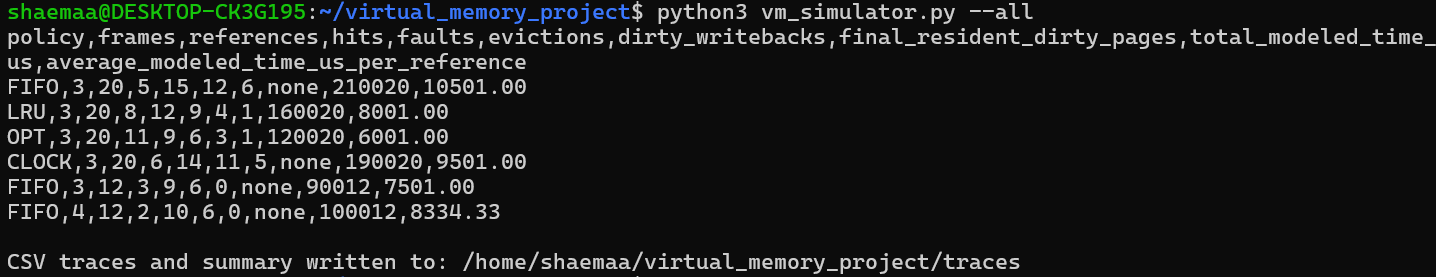 shaemaa@DESKTOP-CK3G195:~/virtual_memory_project$ python3 vm_simulator.py --all
policy,frames,references,hits,faults,evictions,dirty_writebacks,final_resident_dirty_pages,total_modeled_time_
us,average_modeled_time_us_per_reference
FIFO,3,20,5,15,12,6,none,210020,10501.00
LRU,3,20,8,12,9,4,1,160020,8001.00
OPT,3,20,11,9,6,3,1,120020,6001.00
CLOCK,3,20,6,14,11,5,none,190020,9501.00
FIFO,3,12,3,9,6,0,none,90012,7501.00
FIFO,4,12,2,10,6,0,none,100012,8334.33
CSV traces and summary written to: /home/shaemaa/virtual_memory_project/traces